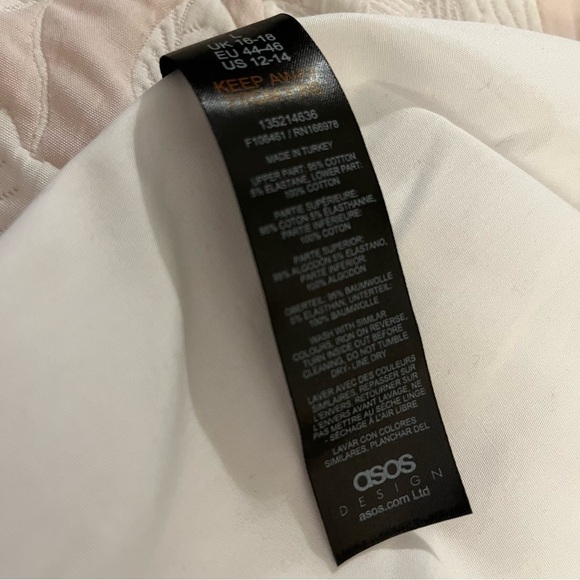 L
UK 16-18
EU 44-46
US 12-14
KEEP AWAY
135214636
F106461 / RN166978
MADE IN TURKEY
UPPER PART: 95% COTTON
5% ELASTANE, LOWER PART:
100% COTTON
PARTIE SUPÉRIEURE:
95% COTON 5% ÉLASTHANNE,
PARTIE INFÉRIEURE:
100% COTON
PARTE SUPERIOR:
95% ALGODÓN 5% ELASTANO,
PARTE INFERIOR:
100% ALGODÓN
OBERTEIL: 95% BAUMWOLLE
5% ELASTHAN, UNTERTEIL:
100% BAUMWOLLE
WASH WITH SIMILAR
COLOURS, IRON ON REVERSE,
TURN INSIDE OUT BEFORE
CLEANING, DO NOT TUMBLE
DRY - LINE DRY
LAVER AVEC DES COULEURS
SIMILAIRES, REPASSER SUR
L'ENVERS, RETOURNER SUR
L'ENVERS AVANT LAVAGE, NE
PAS METTRE AU SÈCHE LINGE
- SÉCHAGE À L'AIR LIBRE
LAVAR CON COLORES
SIMILARES, PLANCHAR DEL
asos
DESIGN
asos.com Ltd